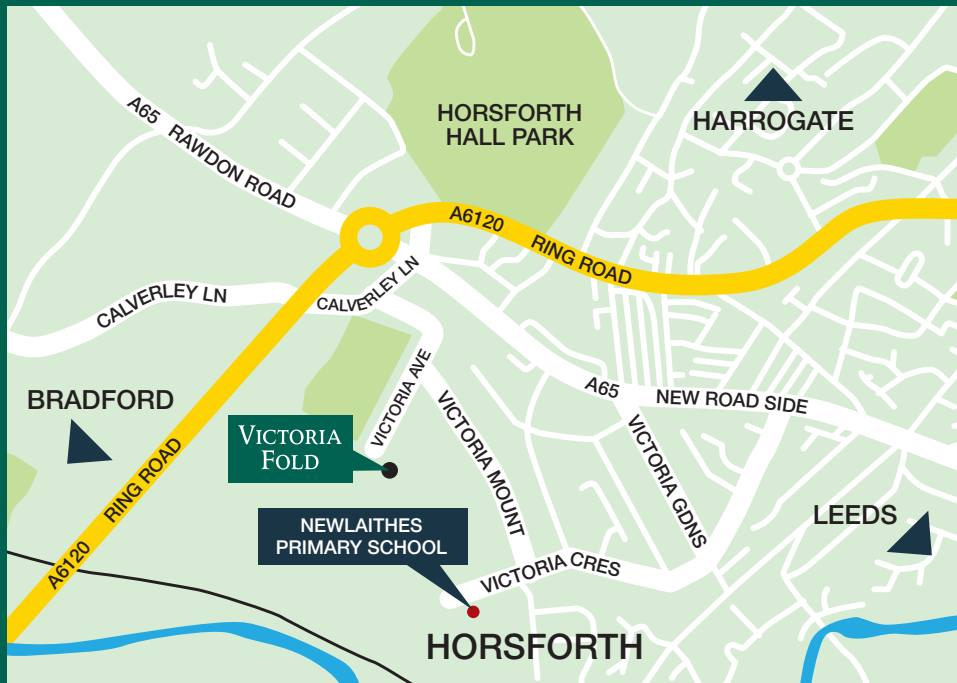 HORSFORTH
HALL PARK
HARROGATE
A65
RAWDON ROAD
A6120
RING ROAD
CALVERLEY LN
CALVERLEY LN
BRADFORD
VICTORIA AVE
A65
NEW ROAD SIDE
VICTORIA
FOLD
VICTORIA MOUNT
VICTORIA GDNS
RING ROAD
A6120
NEWLAITHES
PRIMARY SCHOOL
LEEDS
VICTORIA CRES
HORSFORTH